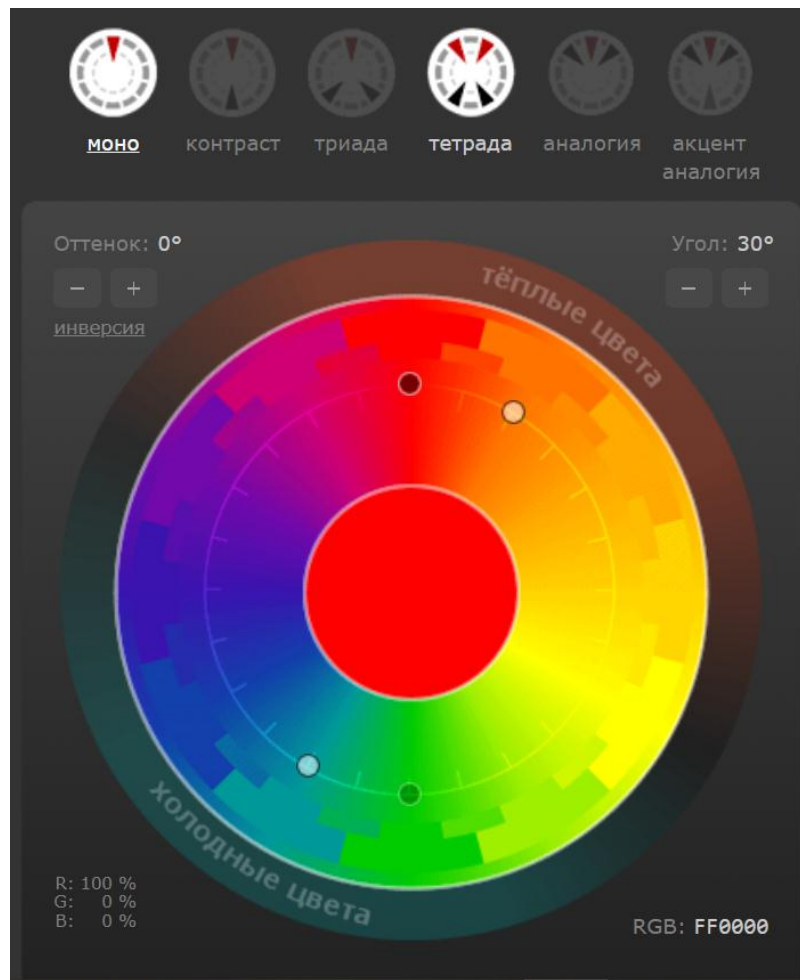 моно контраст триада тетрада аналогия акцент аналогия
Оттенок: 0°
Угол: 30°
− +
− +
инверсия
тёплые цвета
холодные цвета
R: 100 %
G: 0 %
B: 0 %
RGB: FF0000